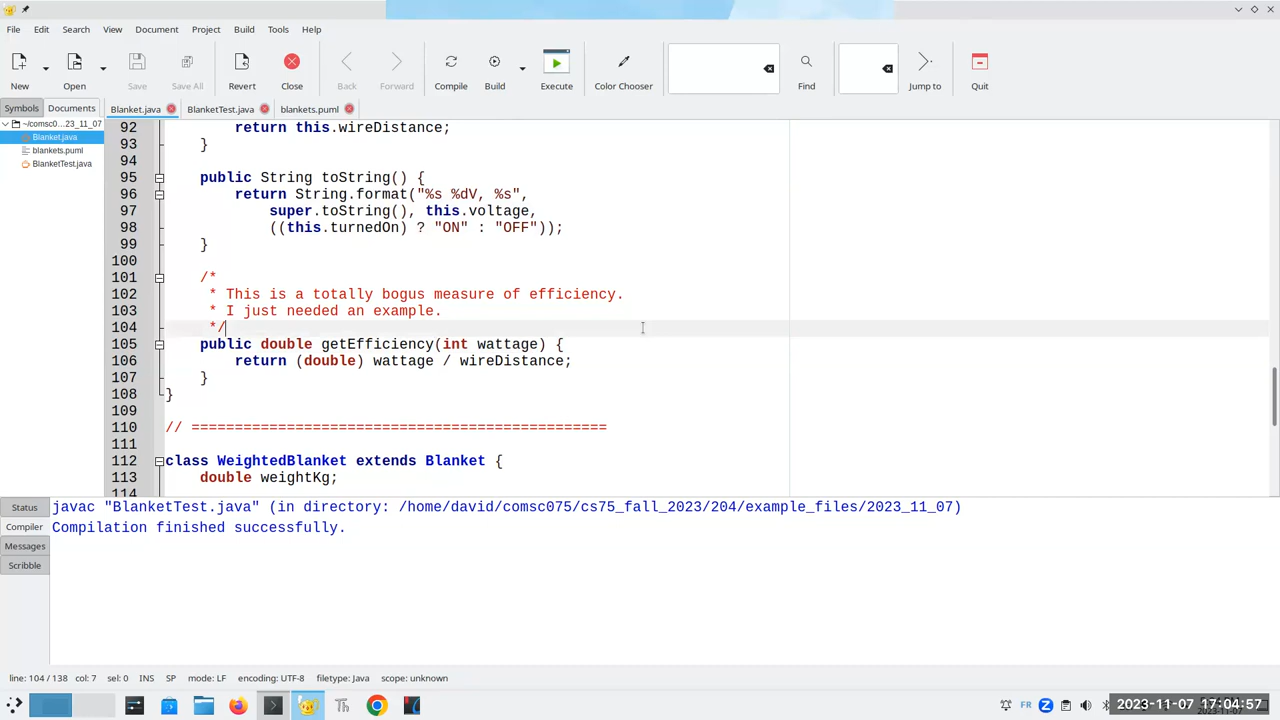 File Edit Search View Document Project Build Tools Help
New Open Save Save All Revert Close Back Forward Compile Build Execute Color Chooser Find Jump to Quit
Symbols Documents Blanket.java BlanketTest.java blankets.puml
~/comsc0...23_11_07
Blanket.java
blankets.puml
BlanketTest.java
92 return this.wireDistance;
93 }
94
95 public String toString() {
96 return String.format("%s %dV, %s",
97 super.toString(), this.voltage,
98 ((this.turnedOn) ? "ON" : "OFF"));
99 }
100
101 /*
102 * This is a totally bogus measure of efficiency.
103 * I just needed an example.
104 */
105 public double getEfficiency(int wattage) {
106 return (double) wattage / wireDistance;
107 }
108 }
109
110 // ================================================
111
112 class WeightedBlanket extends Blanket {
113 double weightKg;
114
Status
Compiler
Messages
Scribble
javac "BlanketTest.java" (in directory: /home/david/comsc075/cs75_fall_2023/204/example_files/2023_11_07)
Compilation finished successfully.
line: 104 / 138 col: 7 sel: 0 INS SP mode: LF encoding: UTF-8 filetype: Java scope: unknown
FR 2023-11-07 17:04:57